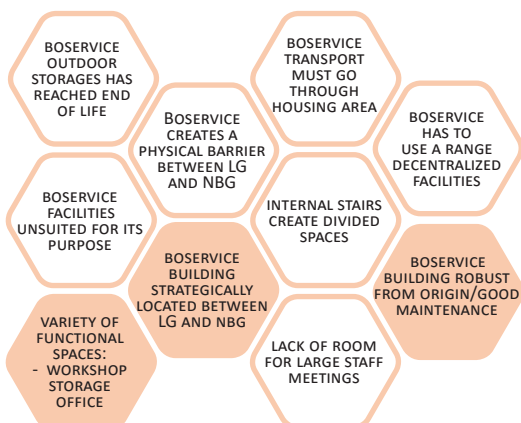 BOSERVICE
OUTDOOR
STORAGES HAS
REACHED END
OF LIFE
BOSERVICE
TRANSPORT
MUST GO
THROUGH
HOUSING AREA
BOSERVICE
CREATES A
PHYSICAL BARRIER
BETWEEN LG
AND NBG
BOSERVICE
HAS TO
USE A RANGE
DECENTRALIZED
FACILITIES
BOSERVICE
FACILITIES
UNSUITED FOR ITS
PURPOSE
INTERNAL STAIRS
CREATE DIVIDED
SPACES
BOSERVICE
BUILDING
STRATEGICALLY
LOCATED BETWEEN
LG AND NBG
BOSERVICE
BUILDING ROBUST
FROM ORIGIN/GOOD
MAINTENANCE
VARIETY OF
FUNCTIONAL
SPACES:
- WORKSHOP
STORAGE
OFFICE
LACK OF ROOM
FOR LARGE STAFF
MEETINGS